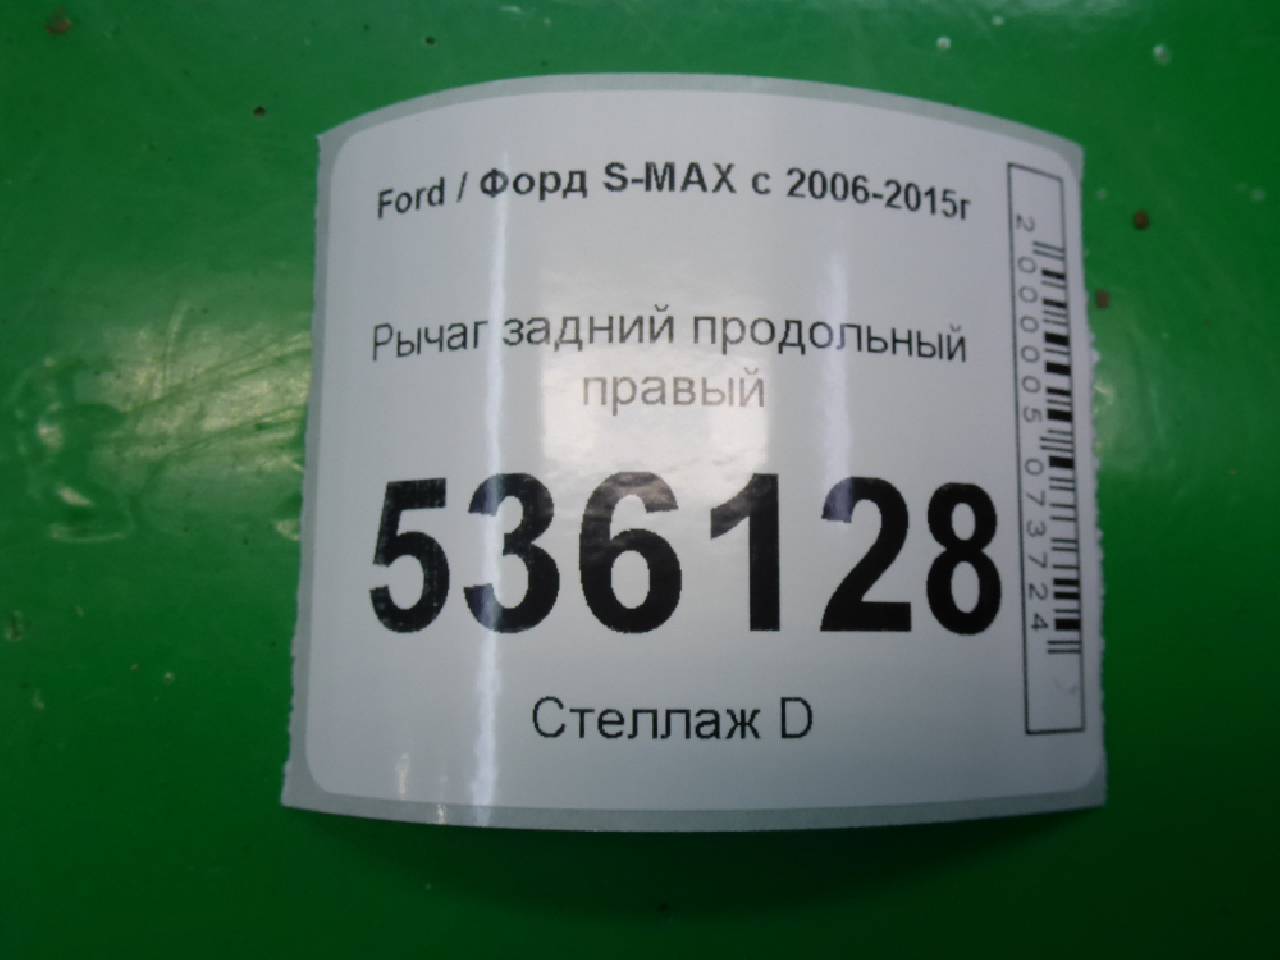 Ford / Форд S-MAX с 2006-2015г
Рычаг задний продольный
правый
536128
Стеллаж D
2000005073724